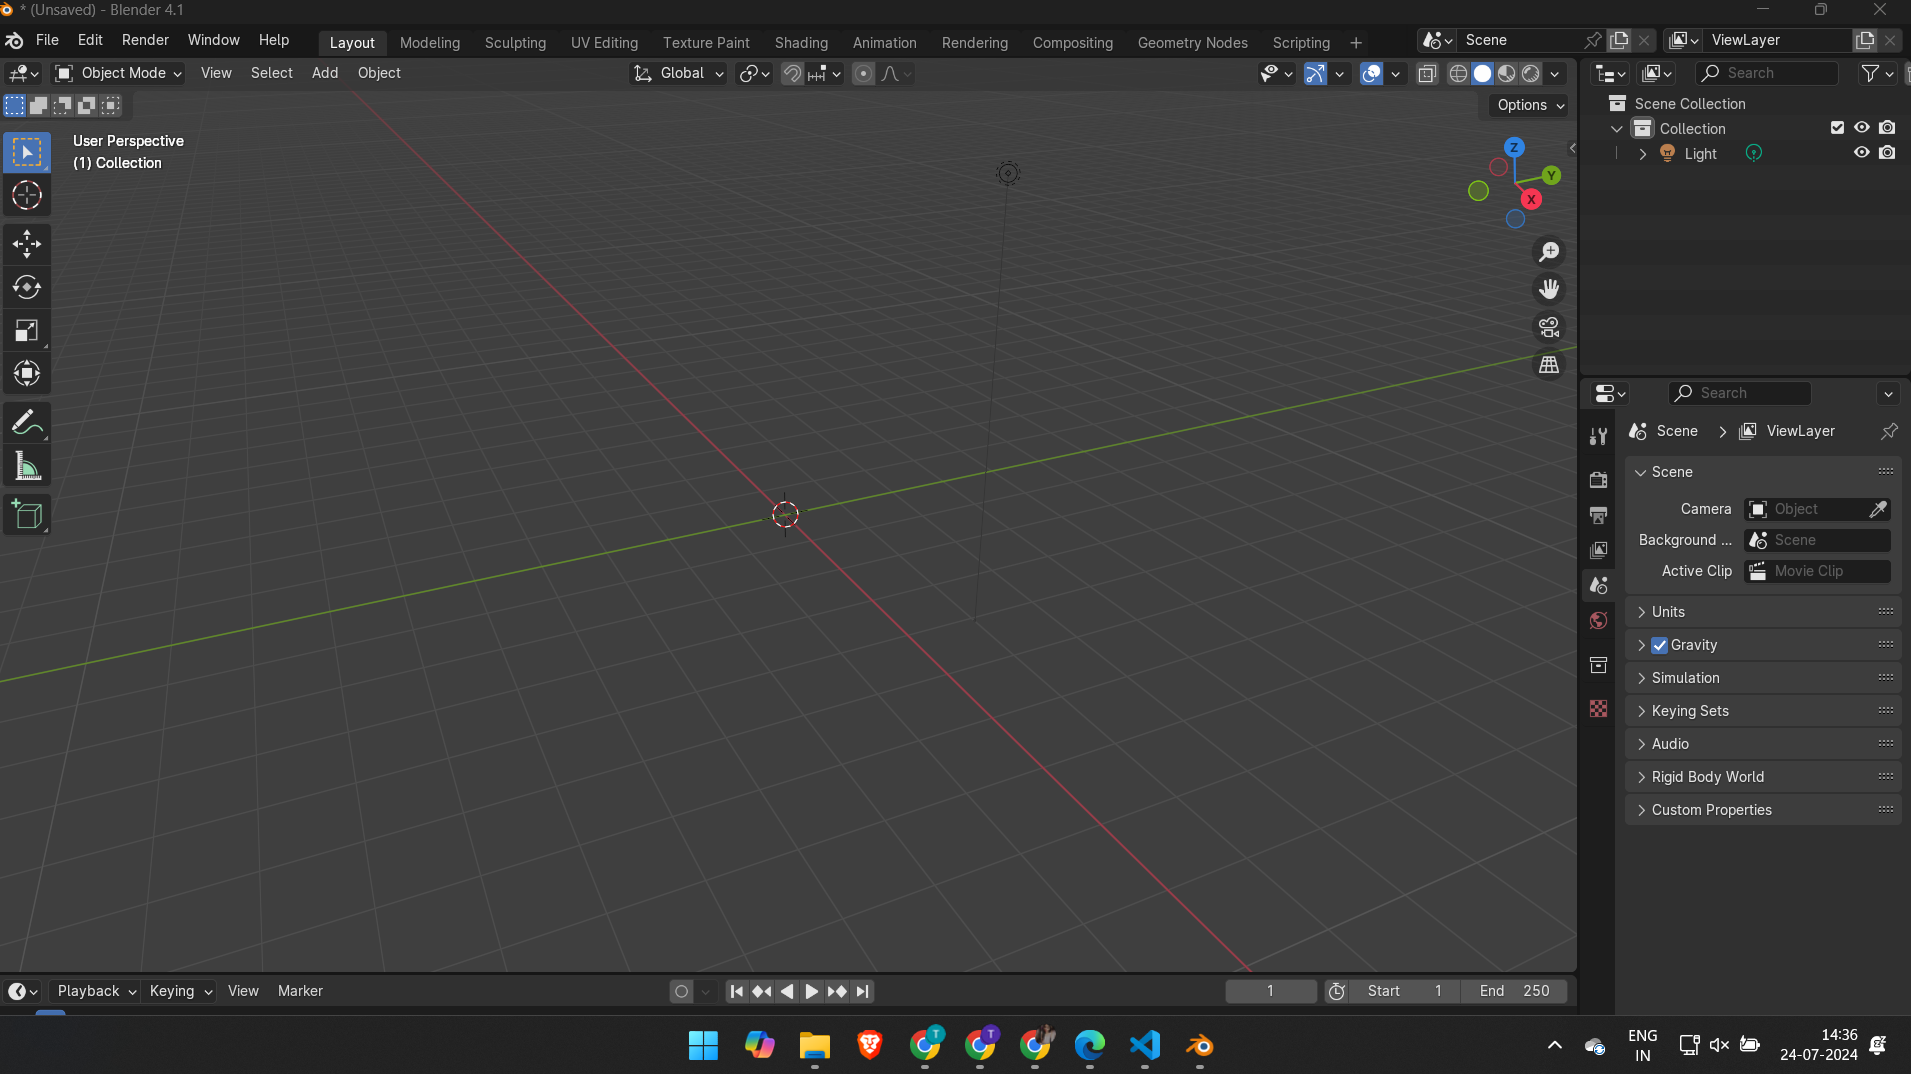 * (Unsaved) - Blender 4.1
File Edit Render Window Help Layout Modeling Sculpting UV Editing Texture Paint Shading Animation Rendering Compositing Geometry Nodes Scripting + Scene ViewLayer
Object Mode View Select Add Object Global Search
Options
User Perspective
(1) Collection
Z
Y
X
Scene Collection
Collection
Light
Search
Scene > ViewLayer
Scene
Camera Object
Background ... Scene
Active Clip Movie Clip
Units
Gravity
Simulation
Keying Sets
Audio
Rigid Body World
Custom Properties
Playback Keying View Marker 1 Start 1 End 250
T T
ENG
IN
14:36
24-07-2024